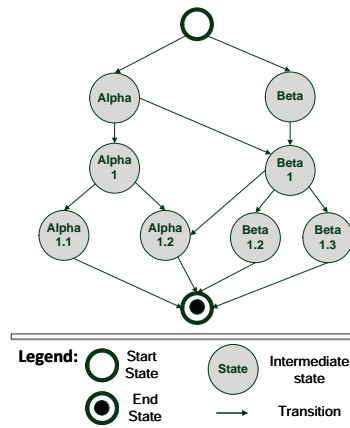 Alpha
Beta
Alpha
1
Beta
1
Alpha
1.1
Alpha
1.2
Beta
1.2
Beta
1.3
Legend:
Start
State
State
Intermediate
state
End
State
Transition